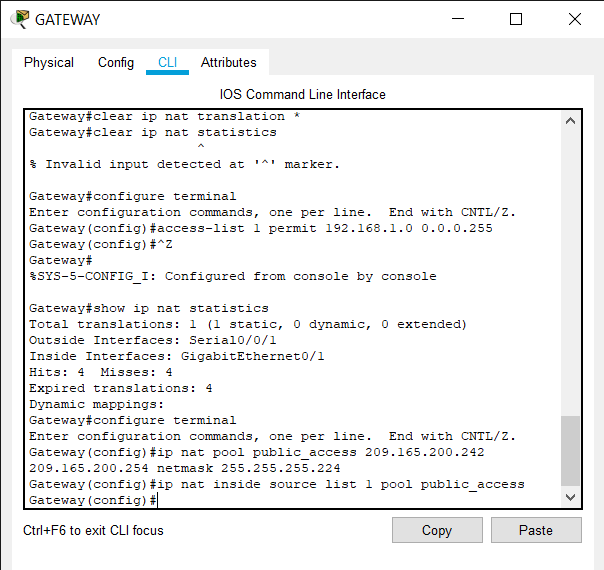 GATEWAY
Physical Config CLI Attributes
IOS Command Line Interface
Gateway#clear ip nat translation *
Gateway#clear ip nat statistics
^
% Invalid input detected at '^' marker.
Gateway#configure terminal
Enter configuration commands, one per line.  End with CNTL/Z.
Gateway(config)#access-list 1 permit 192.168.1.0 0.0.0.255
Gateway(config)#^Z
Gateway#
%SYS-5-CONFIG_I: Configured from console by console
Gateway#show ip nat statistics
Total translations: 1 (1 static, 0 dynamic, 0 extended)
Outside Interfaces: Serial0/0/1
Inside Interfaces: GigabitEthernet0/1
Hits: 4  Misses: 4
Expired translations: 4
Dynamic mappings:
Gateway#configure terminal
Enter configuration commands, one per line.  End with CNTL/Z.
Gateway(config)#ip nat pool public_access 209.165.200.242
209.165.200.254 netmask 255.255.255.224
Gateway(config)#ip nat inside source list 1 pool public_access
Gateway(config)#
Ctrl+F6 to exit CLI focus Copy Paste